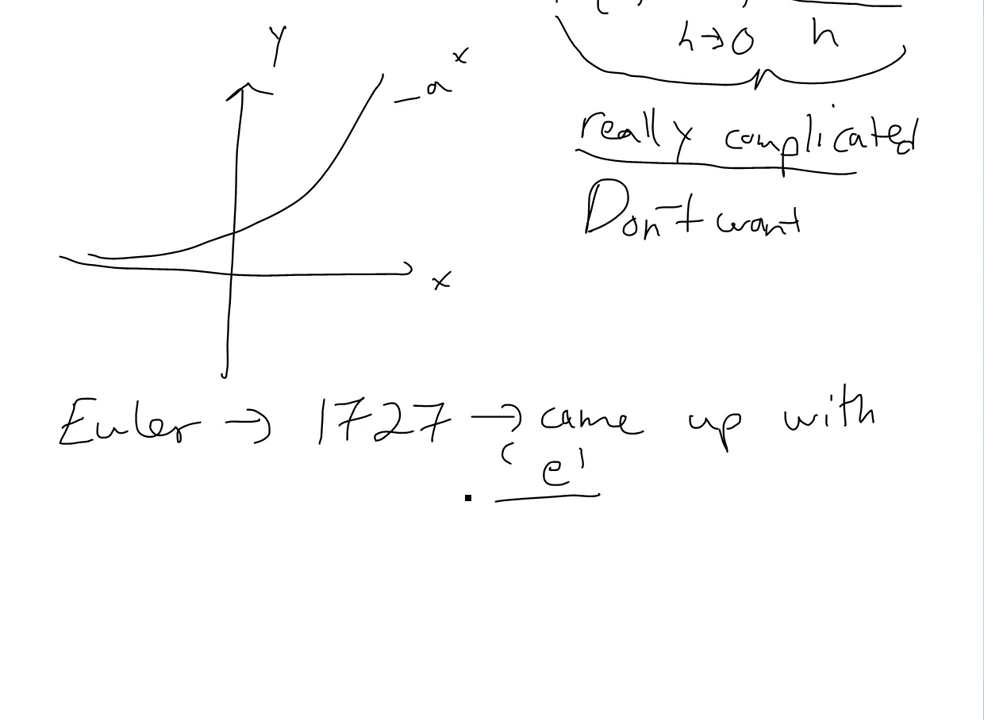 y
a^x
h→0 h
really complicated
Don't want
x
Euler → 1727 → came up with
'e'